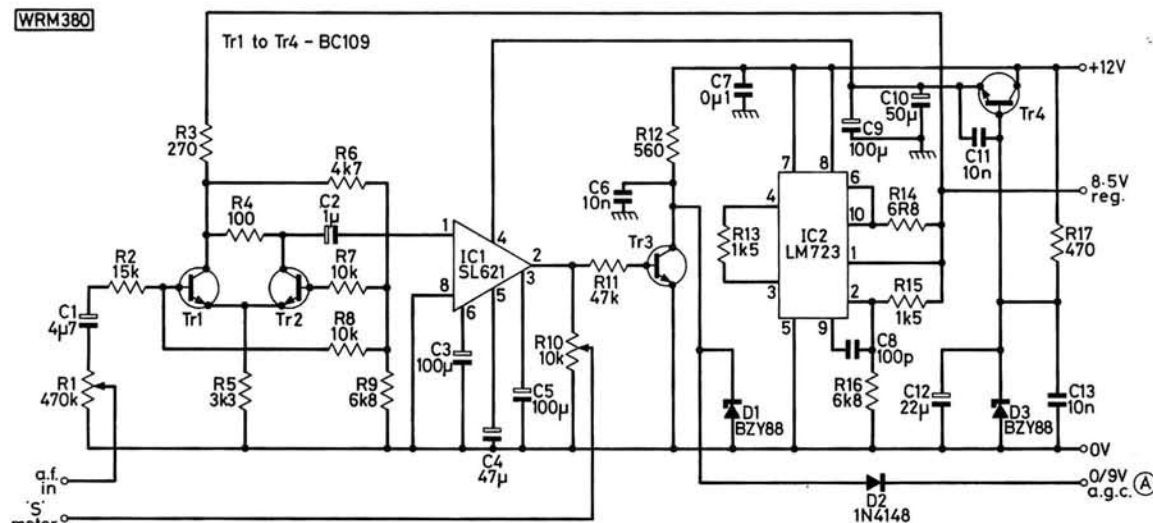 WRM380
Tr1 to Tr4 – BC109
+12V
C7
0µ1
C10
50µ
Tr4
R3
270
R12
560
C9
100µ
C11
10n
R6
4k7
C6
10n
7
8
6
8·5V
reg.
R4
100
C2
1µ
4
10
R14
6R8
R17
470
1
4
R13
1k5
IC2
LM723
R2
15k
R7
10k
IC1
SL621
2
Tr3
1
C1
4µ7
Tr1
Tr2
8
5
3
R11
47k
3
2
R15
1k5
R8
10k
6
5
9
C8
100p
R1
470k
R5
3k3
R9
6k8
C3
100µ
C5
100µ
R10
10k
D1
BZY88
R16
6k8
C12
22µ
D3
BZY88
C13
10n
C4
47µ
0V
a.f.
in
0/9V
a.g.c. A
'S'
D2
1N4148